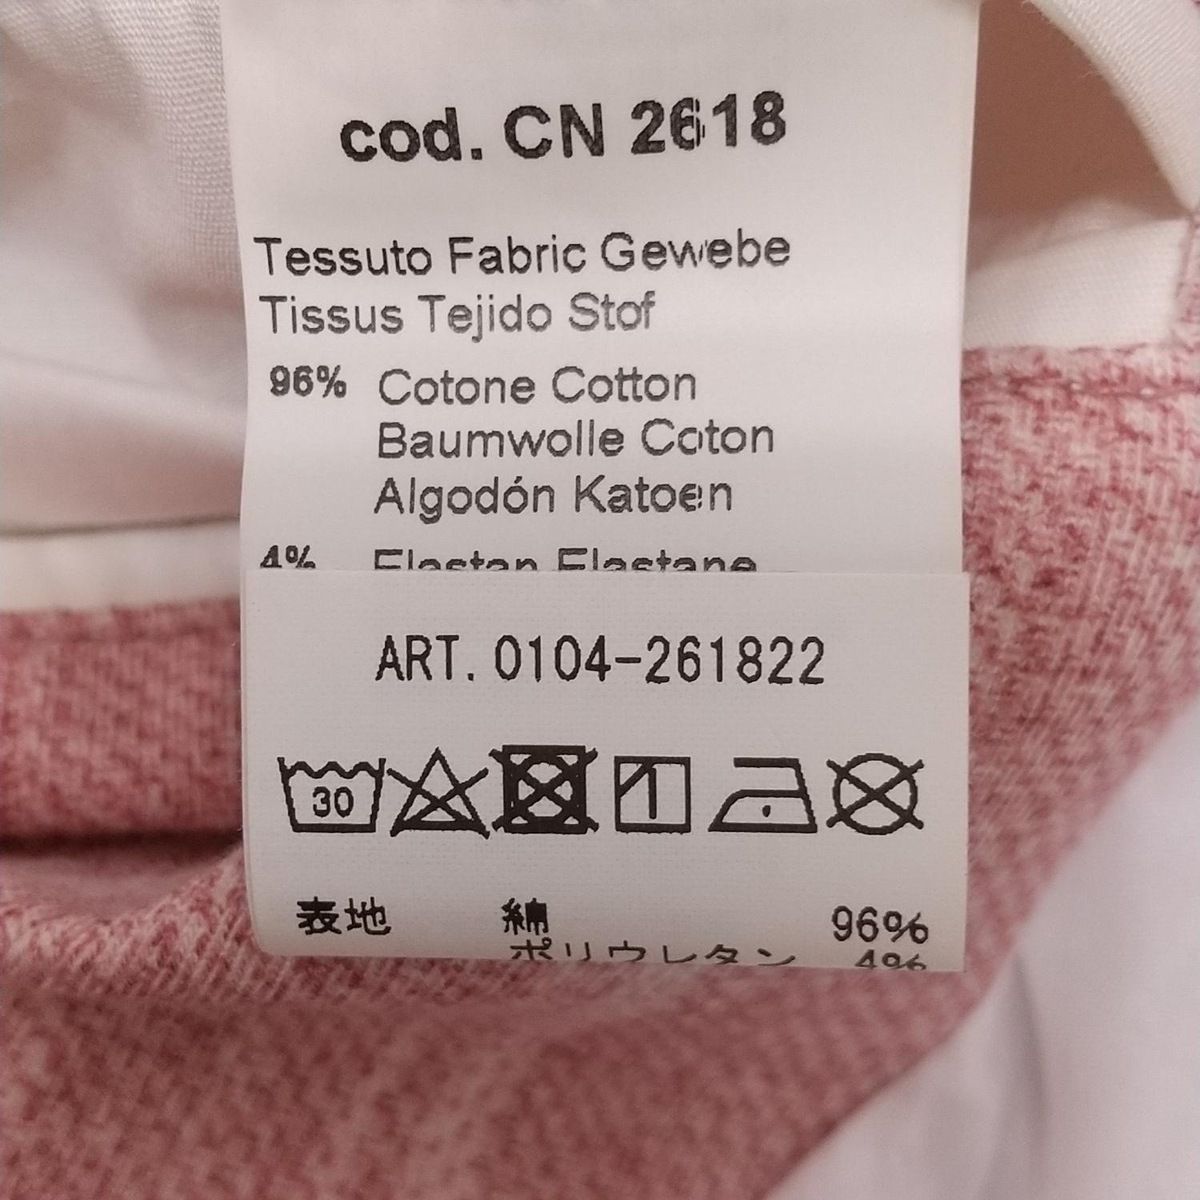 cod. CN 2618
Tessuto Fabric Gewebe
Tissus Tejido Stof
96% Cotone Cotton
Baumwolle Coton
Algodón Katoen
4% Elastan Elastane
ART. 0104-261822
30
表地 綿 96%
ポリウレタン 4%